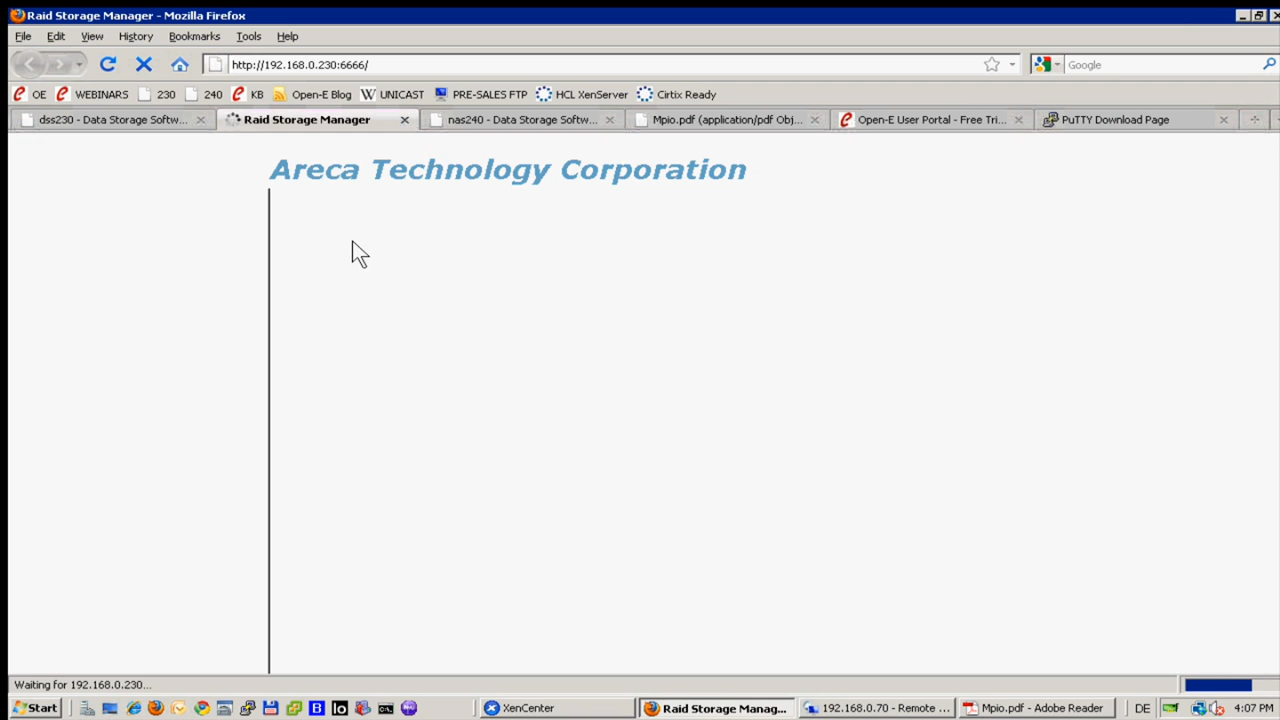 Raid Storage Manager - Mozilla Firefox
File Edit View History Bookmarks Tools Help
http://192.168.0.230:6666/ Google
OE WEBINARS 230 240 KB Open-E Blog UNICAST PRE-SALES FTP HCL XenServer Cirtix Ready
dss230 - Data Storage Softw... Raid Storage Manager nas240 - Data Storage Softw... Mpio.pdf (application/pdf Obj... Open-E User Portal - Free Tri... PuTTY Download Page
Areca Technology Corporation
Waiting for 192.168.0.230...
Start XenCenter Raid Storage Manag... 192.168.0.70 - Remote ... Mpio.pdf - Adobe Reader DE 4:07 PM